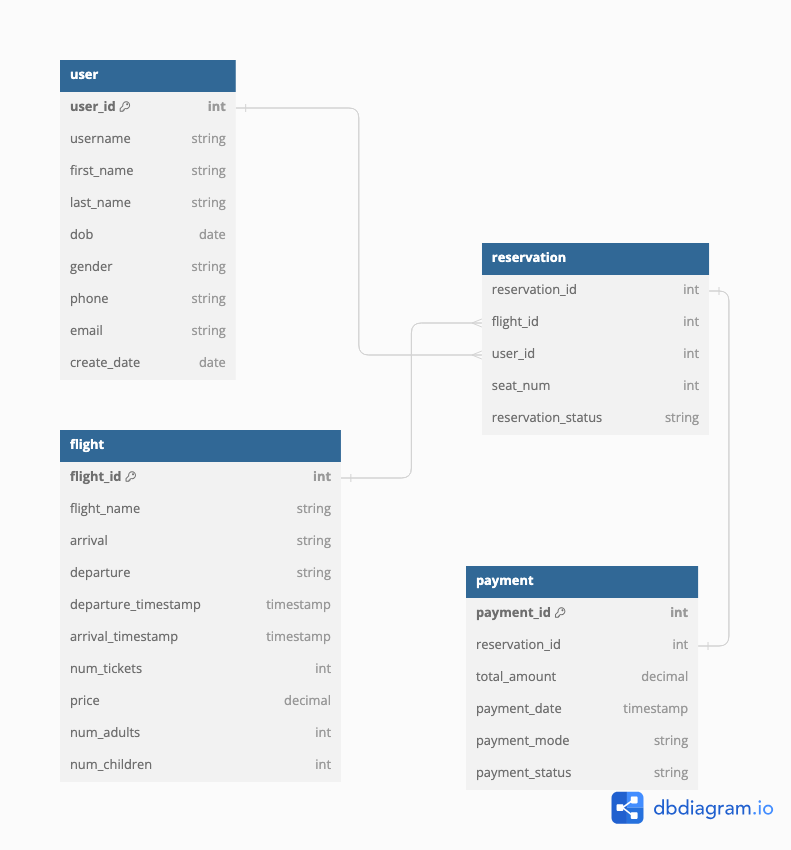 user
user_id int
username string
first_name string
last_name string
dob date
gender string
phone string
email string
create_date date
flight
flight_id int
flight_name string
arrival string
departure string
departure_timestamp timestamp
arrival_timestamp timestamp
num_tickets int
price decimal
num_adults int
num_children int
reservation
reservation_id int
flight_id int
user_id int
seat_num int
reservation_status string
payment
payment_id int
reservation_id int
total_amount decimal
payment_date timestamp
payment_mode string
payment_status string
dbdiagram.io